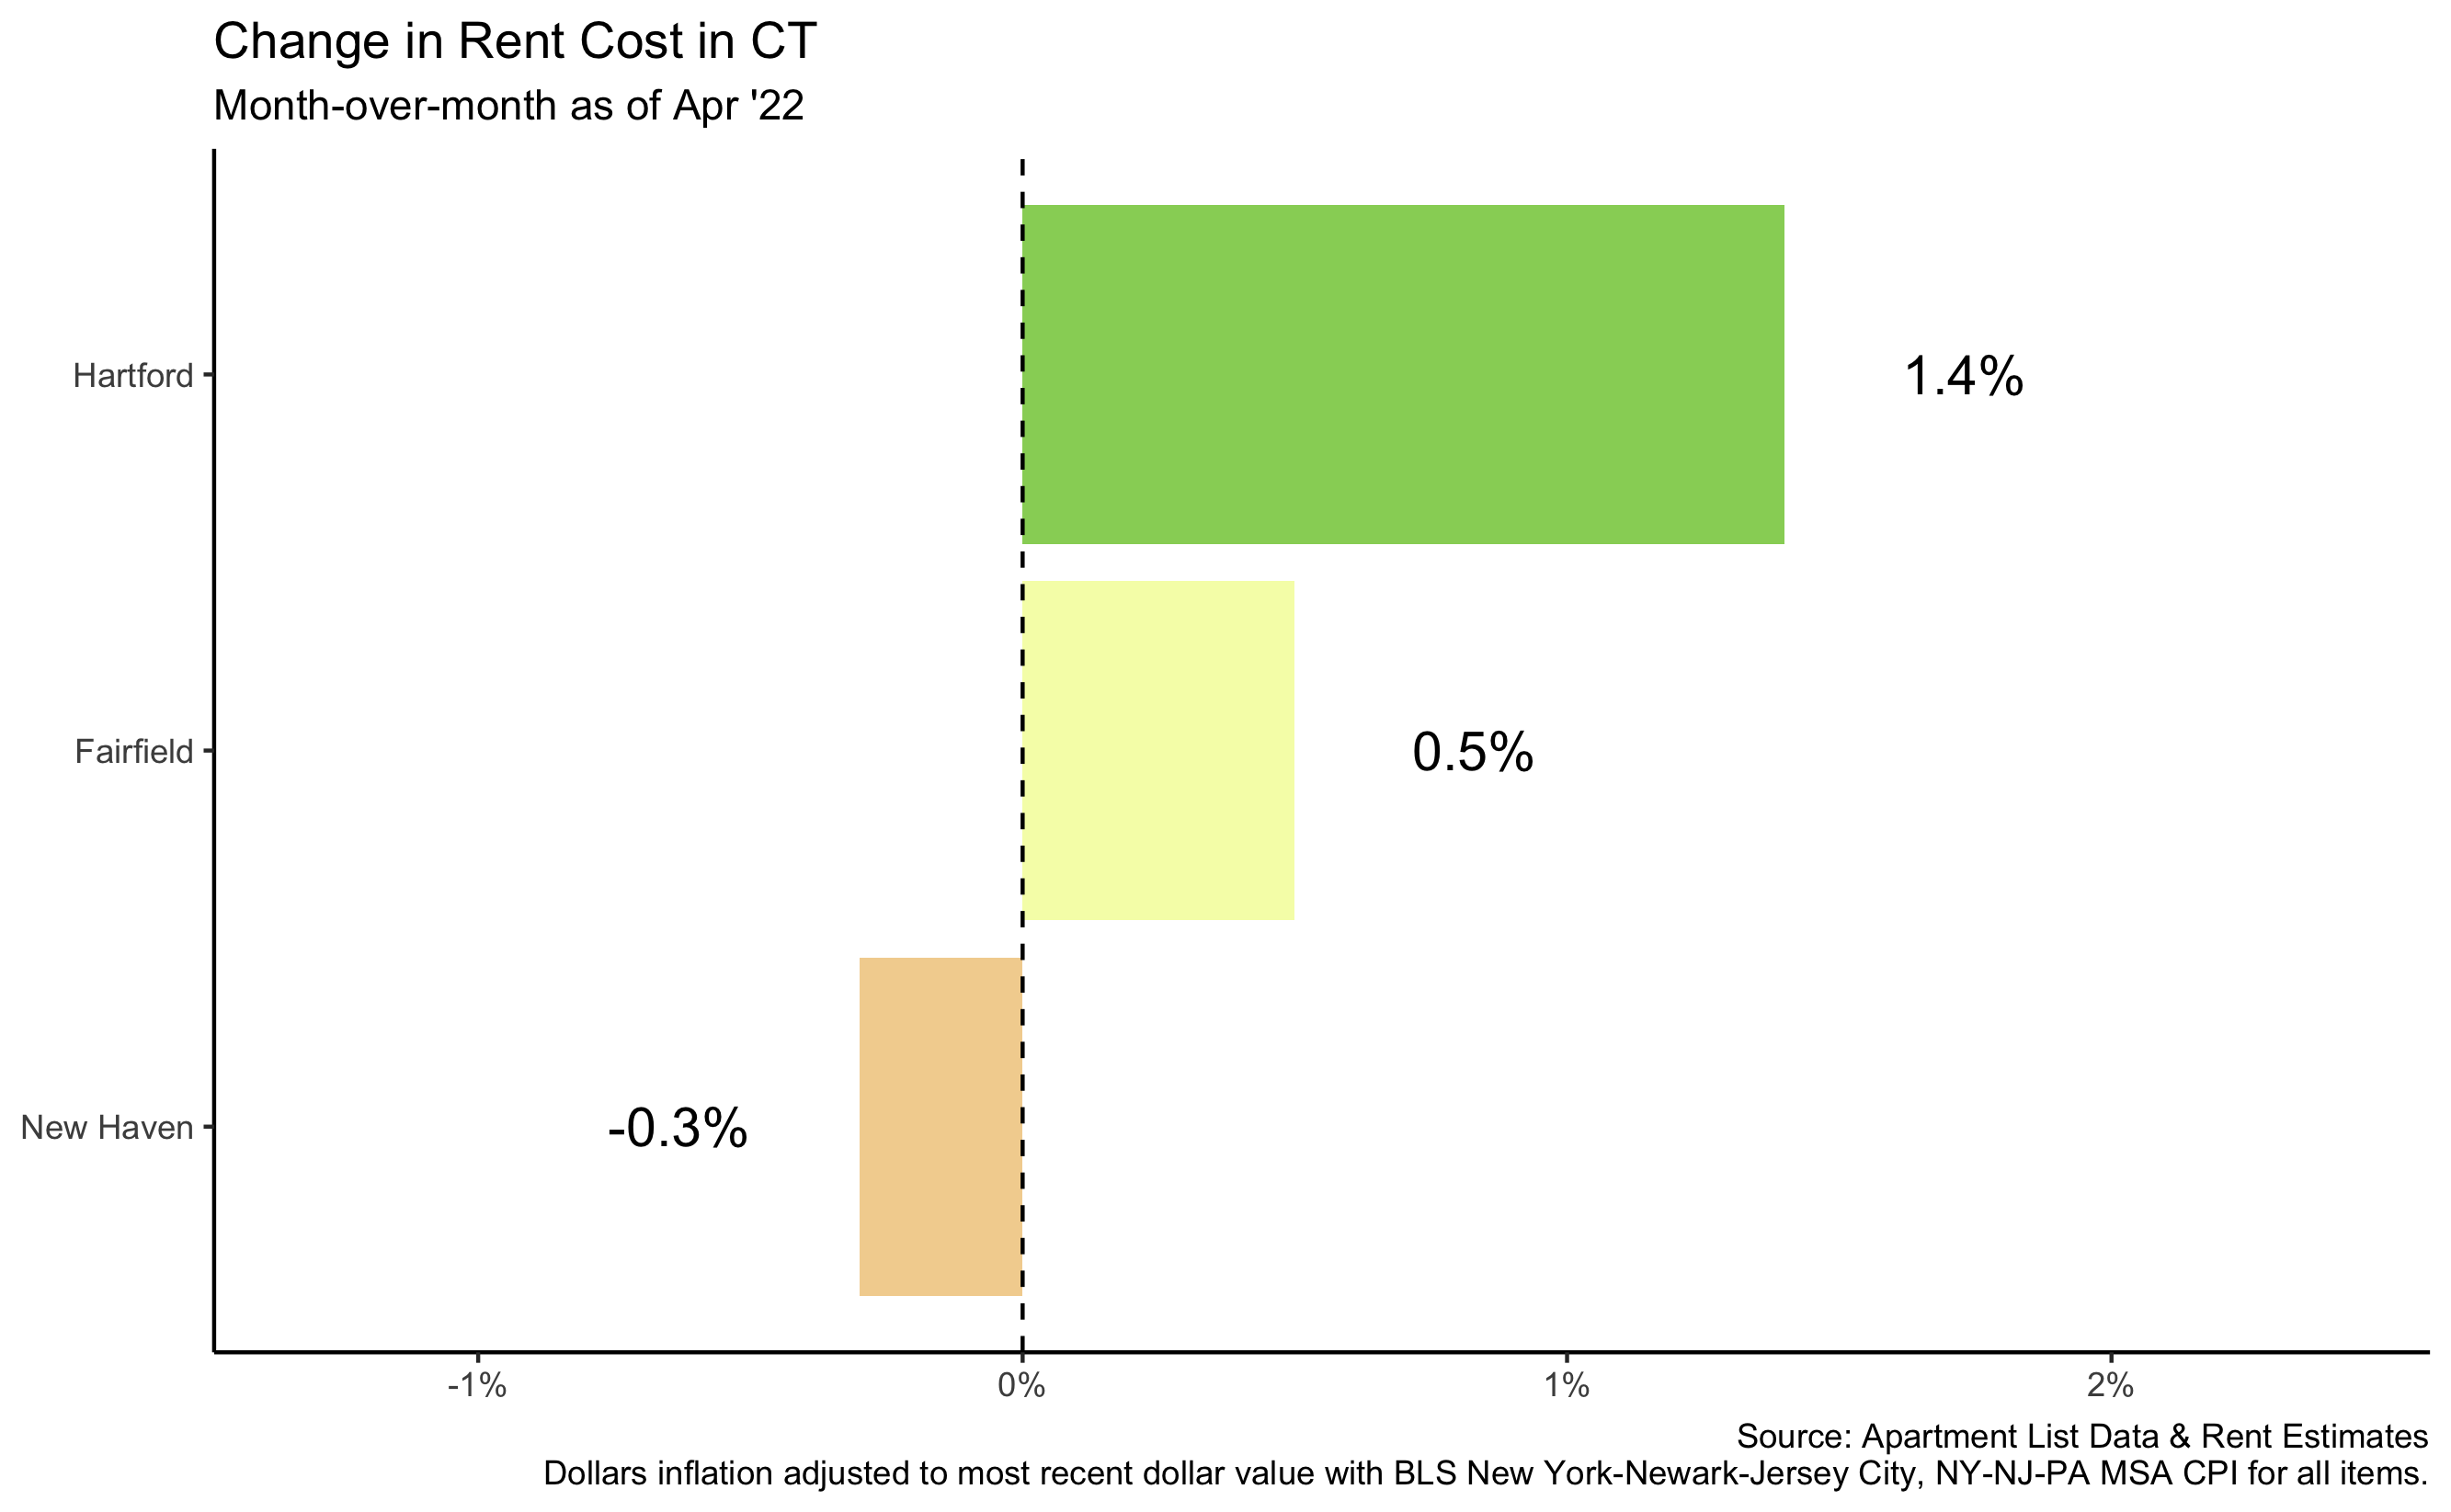 Change in Rent Cost in CT
Month-over-month as of Apr '22
Hartford
1.4%
Fairfield
0.5%
New Haven
-0.3%
-1%
0%
1%
2%
Source: Apartment List Data & Rent Estimates
Dollars inflation adjusted to most recent dollar value with BLS New York-Newark-Jersey City, NY-NJ-PA MSA CPI for all items.